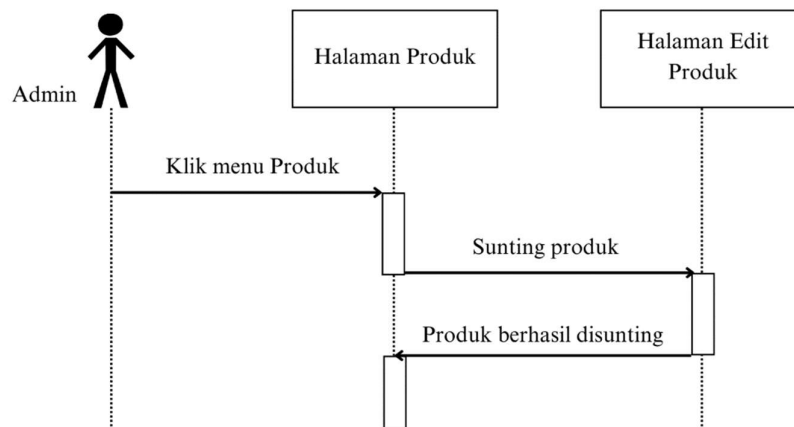 Admin
Halaman Produk
Halaman Edit
Produk
Klik menu Produk
Sunting produk
Produk berhasil disunting